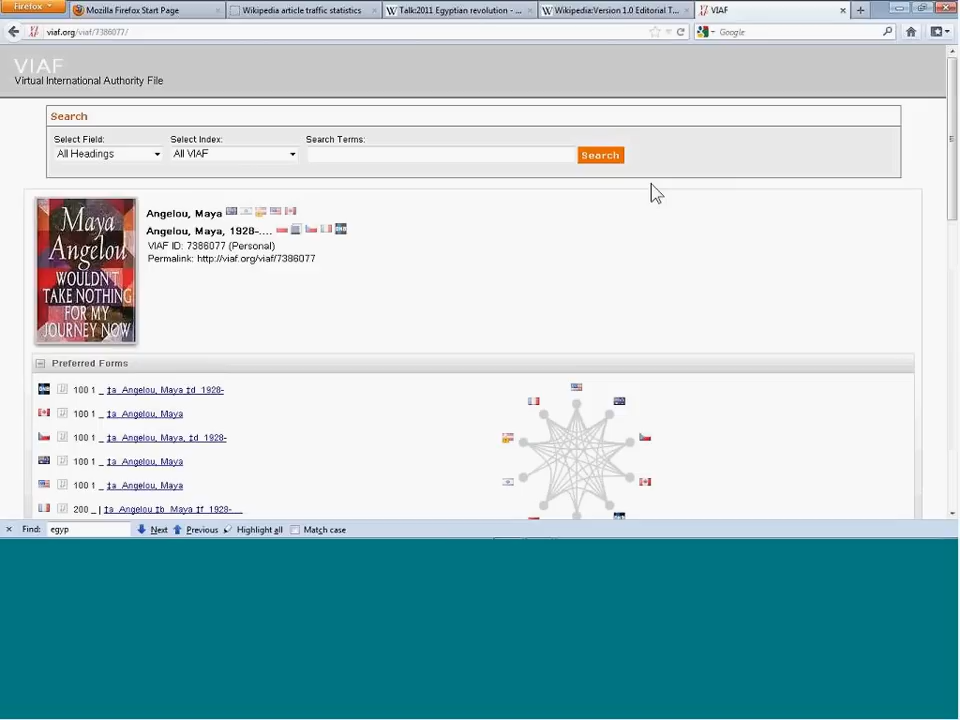 Firefox
Mozilla Firefox Start Page
Wikipedia article traffic statistics
Talk:2011 Egyptian revolution - ...
Wikipedia:Version 1.0 Editorial T...
VIAF
viaf.org/viaf/7386077/
Google
VIAF
Virtual International Authority File
Search
Select Field:
Select Index:
Search Terms:
All Headings
All VIAF
Search
Maya
Angelou
WOULDN'T
TAKE NOTHING
FOR MY
JOURNEY NOW
Angelou, Maya
Angelou, Maya, 1928-....
VIAF ID: 7386077 (Personal)
Permalink: http://viaf.org/viaf/7386077
Preferred Forms
100 1 _ ‡a Angelou, Maya ‡d 1928-
100 1 _ ‡a Angelou, Maya
100 1 _ ‡a Angelou, Maya, ‡d 1928-
100 1 _ ‡a Angelou, Maya
100 1 _ ‡a Angelou, Maya
200 _ | ‡a Angelou ‡b Maya ‡f 1928-....
Find: egyp
Next
Previous
Highlight all
Match case